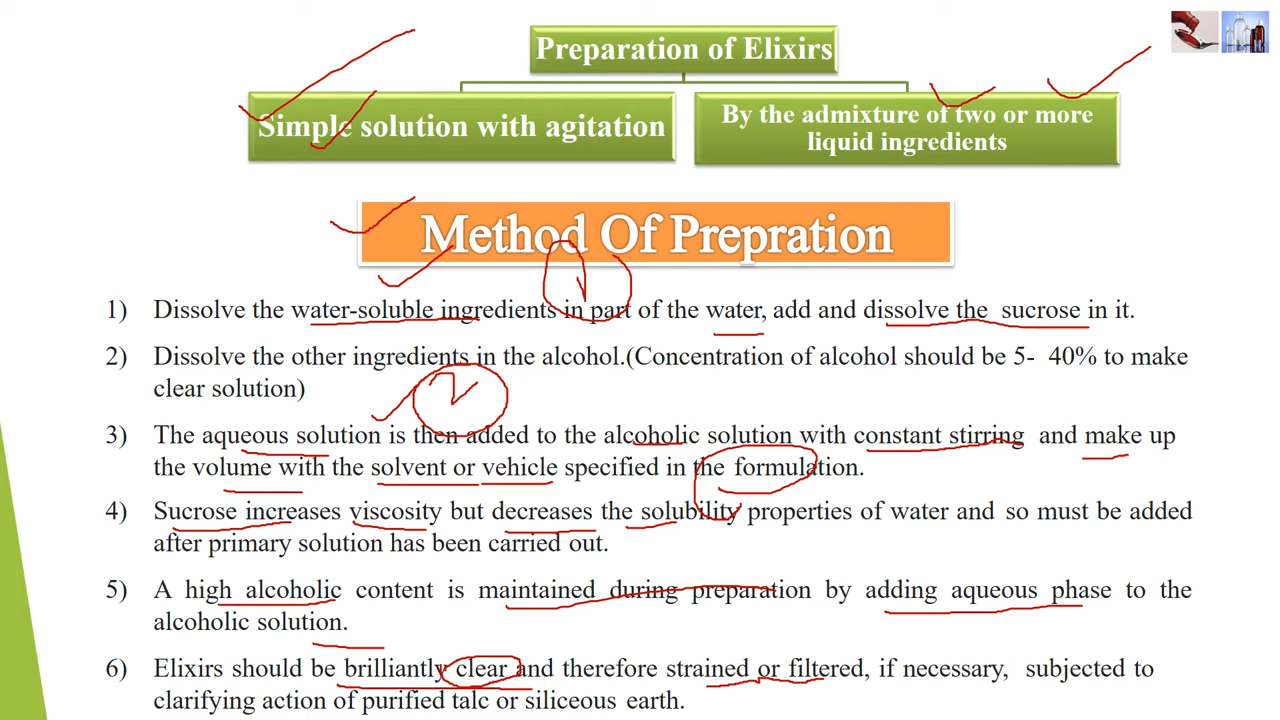 Preparation of Elixirs
Simple solution with agitation
By the admixture of two or more
liquid ingredients
Method Of Prepration
1
1) Dissolve the water-soluble ingredients in part of the water, add and dissolve the sucrose in it.
2) Dissolve the other ingredients in the alcohol.(Concentration of alcohol should be 5- 40% to make
clear solution)
2
3) The aqueous solution is then added to the alcoholic solution with constant stirring and make up
the volume with the solvent or vehicle specified in the formulation.
4) Sucrose increases viscosity but decreases the solubility properties of water and so must be added
after primary solution has been carried out.
5) A high alcoholic content is maintained during preparation by adding aqueous phase to the
alcoholic solution.
6) Elixirs should be brilliantly clear and therefore strained or filtered, if necessary, subjected to
clarifying action of purified talc or siliceous earth.